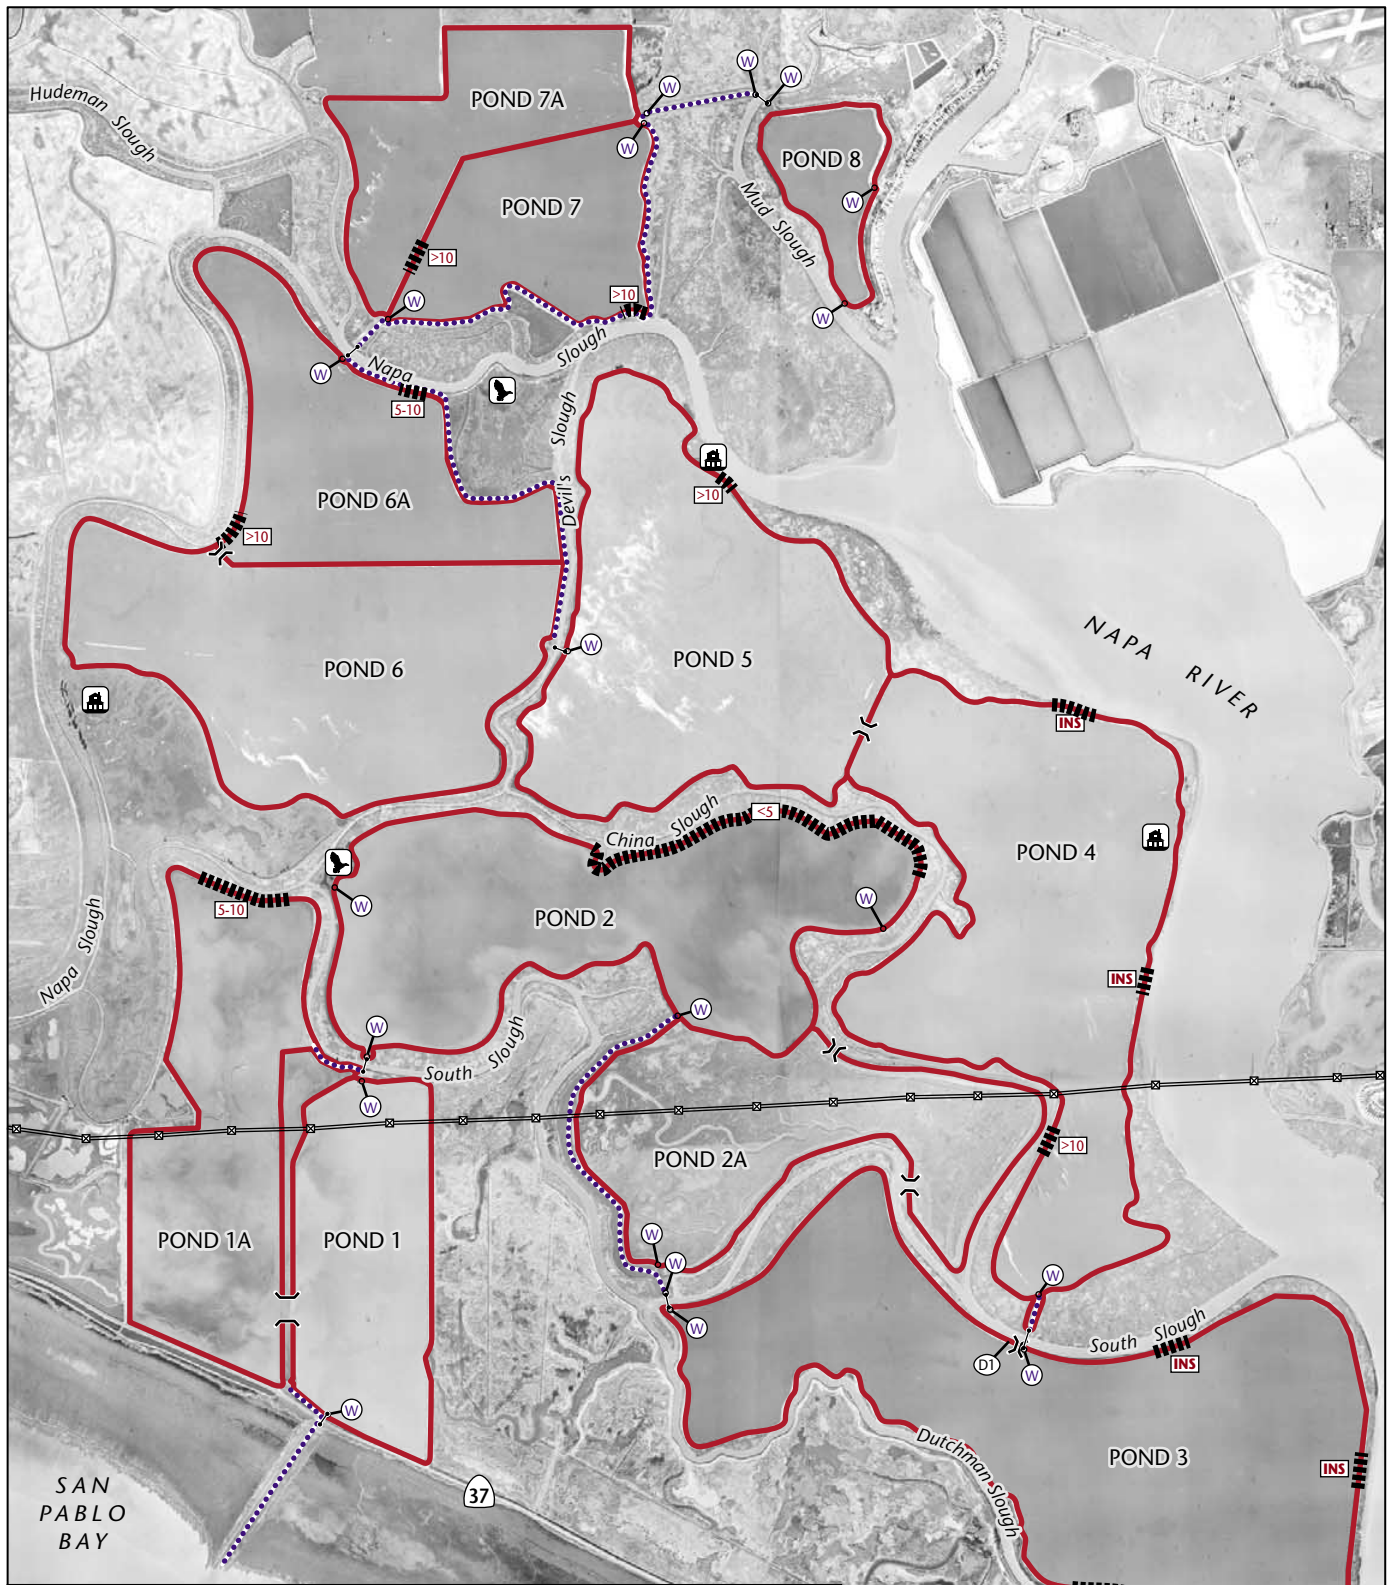 POND 7A
Hudeman Slough
W
W
W
W
POND 8
POND 7
W
Mud Slough
>10
W
>10
W
W
Napa Slough
5-10
Devil's Slough
>10
POND 6A
>10
NAPA RIVER
W
POND 5
POND 6
INS
China Slough
<5
POND 4
5-10
W
W
POND 2
Napa Slough
INS
W
W
South Slough
W
>10
POND 2A
POND 1A
POND 1
W
W
W
W
South Slough
D1
W
INS
W
Dutchman Slough
POND 3
INS
37
SAN
PABLO
BAY